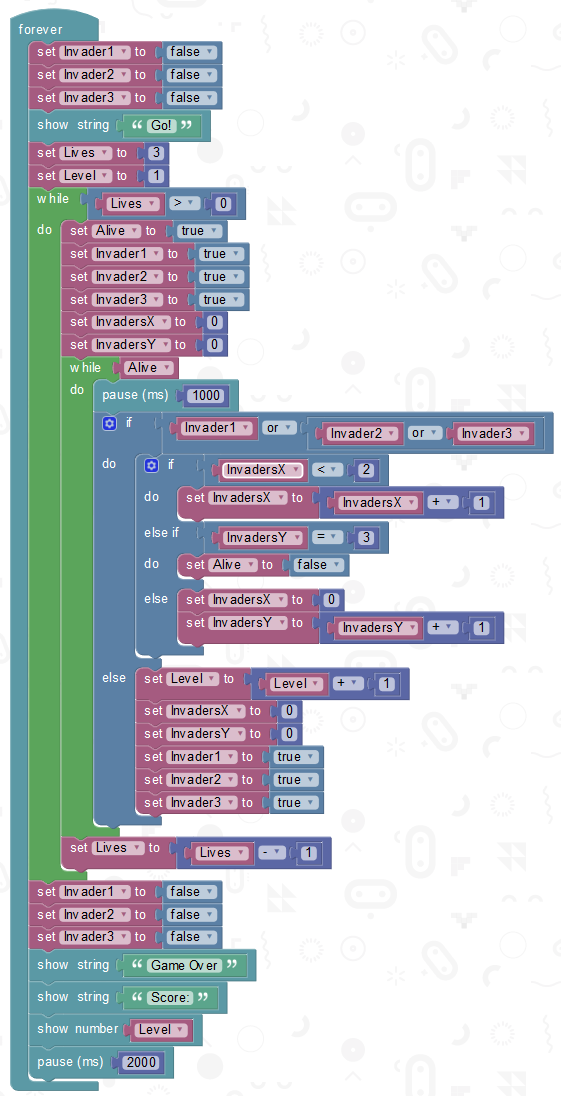 forever
set Invader1 to false
set Invader2 to false
set Invader3 to false
show string “ Go! ”
set Lives to 3
set Level to 1
while Lives > 0
do set Alive to true
set Invader1 to true
set Invader2 to true
set Invader3 to true
set InvadersX to 0
set InvadersY to 0
while Alive
do pause (ms) 1000
if Invader1 or Invader2 or Invader3
do if InvadersX < 2
do set InvadersX to InvadersX + 1
else if InvadersY = 3
do set Alive to false
else set InvadersX to 0
set InvadersY to InvadersY + 1
else set Level to Level + 1
set InvadersX to 0
set InvadersY to 0
set Invader1 to true
set Invader2 to true
set Invader3 to true
set Lives to Lives - 1
set Invader1 to false
set Invader2 to false
set Invader3 to false
show string “ Game Over ”
show string “ Score: ”
show number Level
pause (ms) 2000